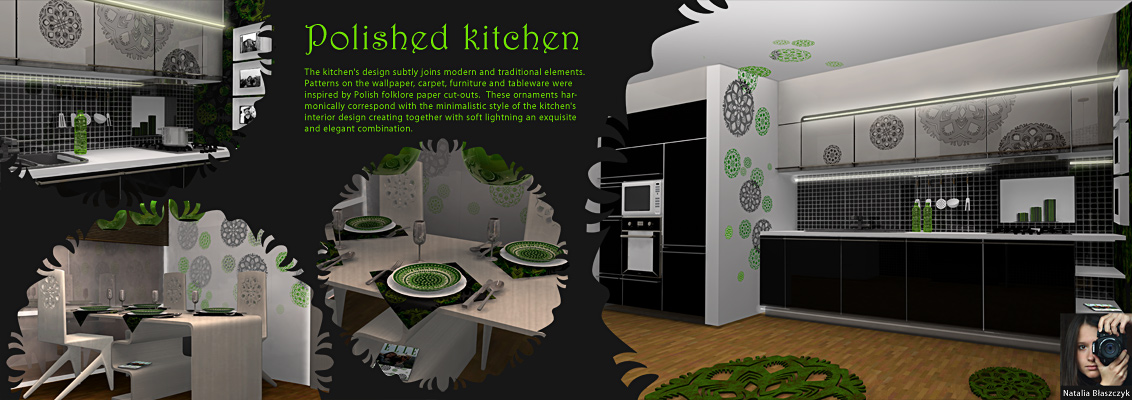 Polished kitchen
The kitchen's design subtly joins modern and traditional elements.
Patterns on the wallpaper, carpet, furniture and tableware were
inspired by Polish folklore paper cut-outs. These ornaments har-
monically correspond with the minimalistic style of the kitchen's
interior design creating together with soft lightning an exquisite
and elegant combination.
ELLE
Natalia Błaszczyk